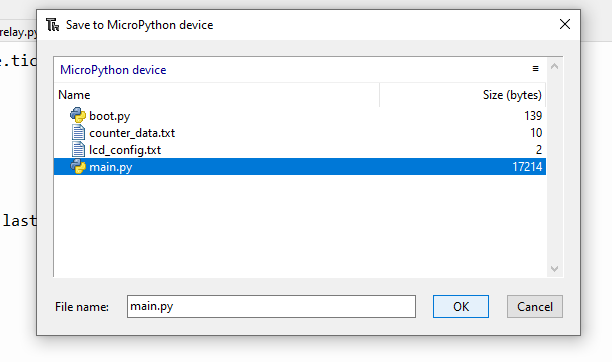 Save to MicroPython device
relay.py
e.tic
MicroPython device ≡
Name Size (bytes)
boot.py 139
counter_data.txt 10
lcd_config.txt 2
main.py 17214
last
File name: main.py OK Cancel